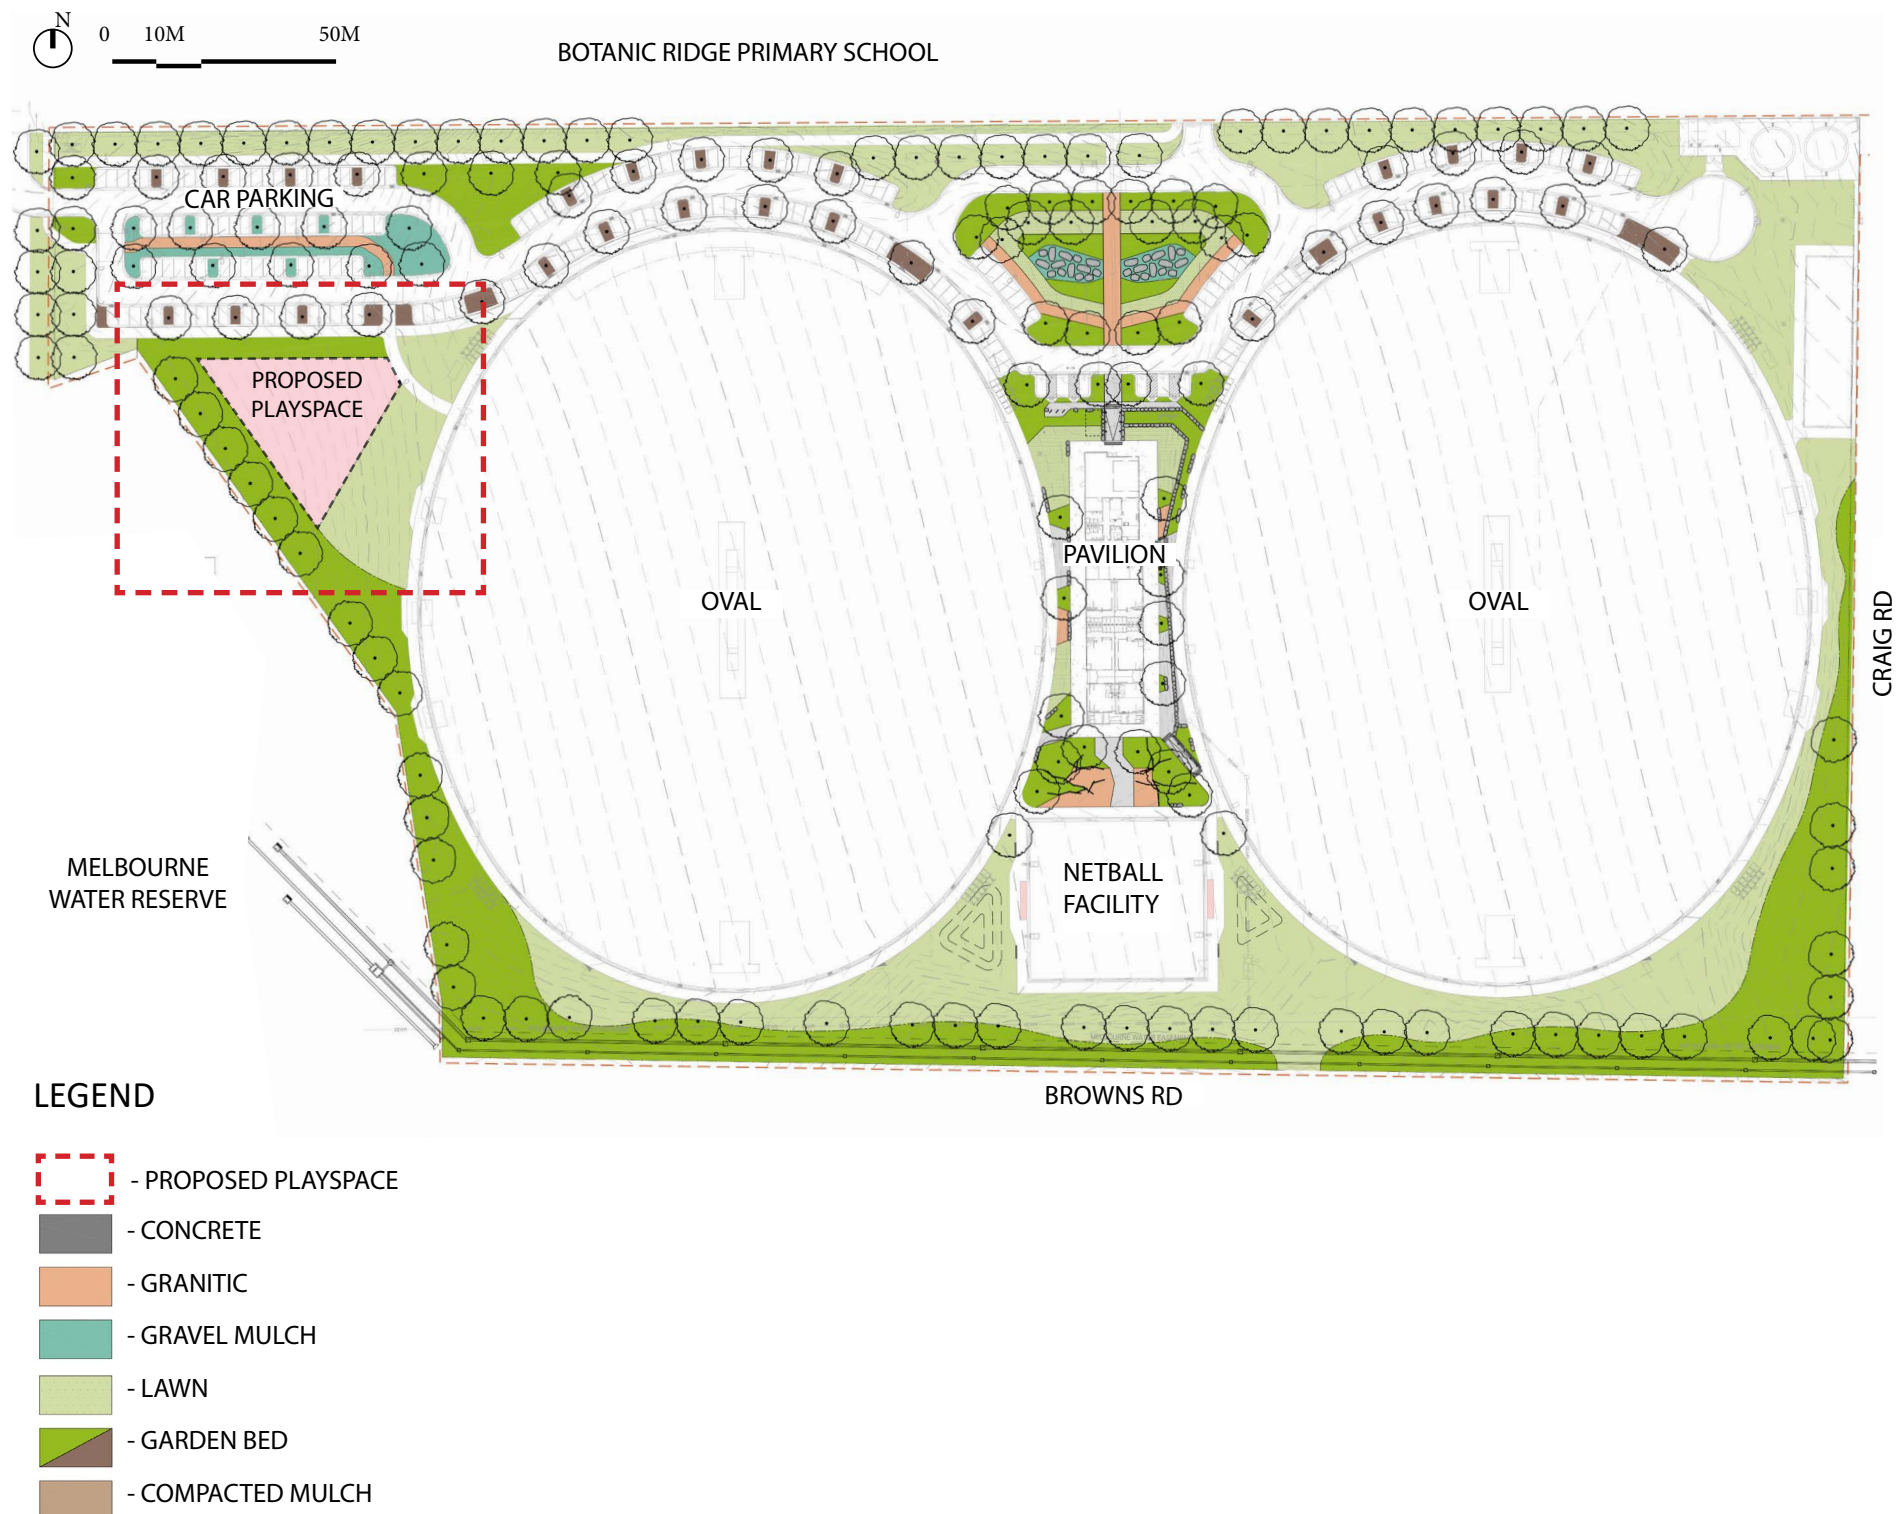 N
0 10M 50M
BOTANIC RIDGE PRIMARY SCHOOL
CAR PARKING
PROPOSED
PLAYSPACE
PAVILION
OVAL
OVAL
CRAIG RD
MELBOURNE
WATER RESERVE
NETBALL
FACILITY
BROWNS RD
LEGEND
- PROPOSED PLAYSPACE
- CONCRETE
- GRANITIC
- GRAVEL MULCH
- LAWN
- GARDEN BED
- COMPACTED MULCH